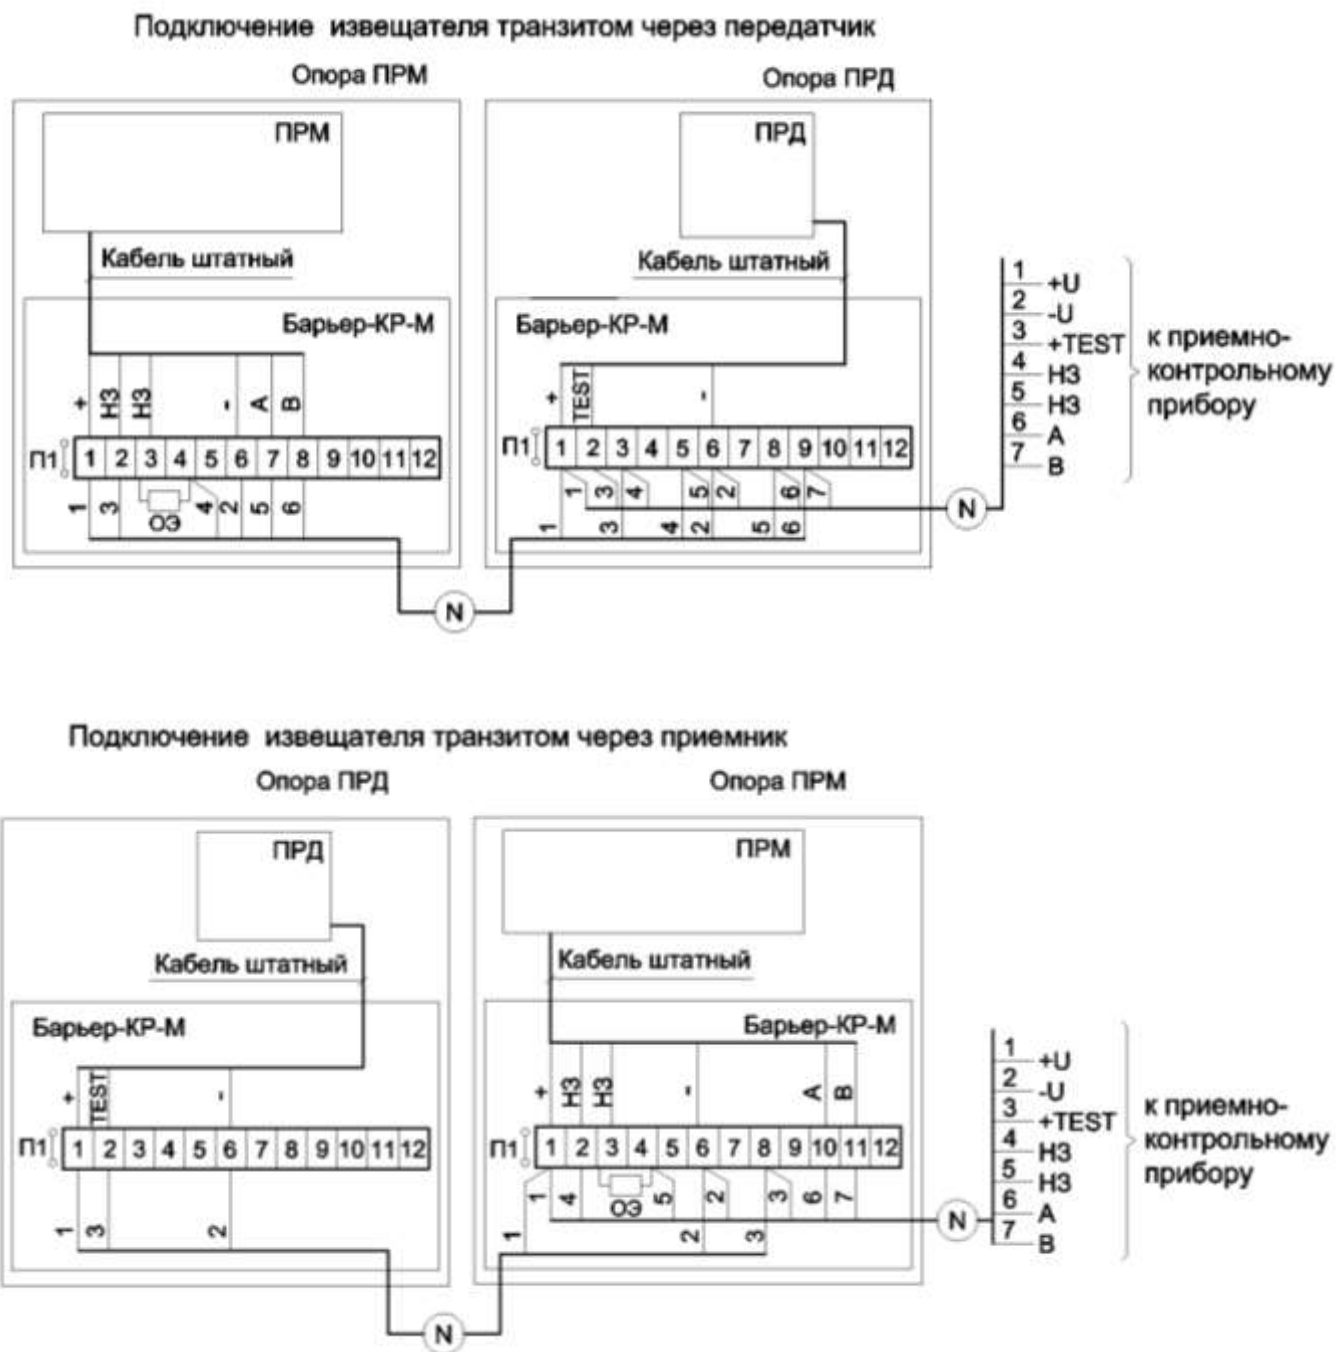 Подключение извещателя транзитом через передатчик
Опора ПРМ
Опора ПРД
ПРМ
ПРД
Кабель штатный
Кабель штатный
Барьер-КР-М
Барьер-КР-М
+ НЗ НЗ - А В
+ TEST -
П1 1 2 3 4 5 6 7 8 9 10 11 12
П1 1 2 3 4 5 6 7 8 9 10 11 12
1 3 ОЭ 4 2 5 6
1 3 4 5 2 6 7
1 3 4 2 5 6
N
N
1 +U
2 -U
3 +TEST
4 НЗ
5 НЗ
6 А
7 В
к приемно-
контрольному
прибору
Подключение извещателя транзитом через приемник
Опора ПРД
Опора ПРМ
ПРД
ПРМ
Кабель штатный
Кабель штатный
Барьер-КР-М
Барьер-КР-М
+ TEST -
+ НЗ НЗ - А В
П1 1 2 3 4 5 6 7 8 9 10 11 12
П1 1 2 3 4 5 6 7 8 9 10 11 12
1 3 2
1 4 ОЭ 5 2 3 6 7
1 2 3
N
N
1 +U
2 -U
3 +TEST
4 НЗ
5 НЗ
6 А
7 В
к приемно-
контрольному
прибору